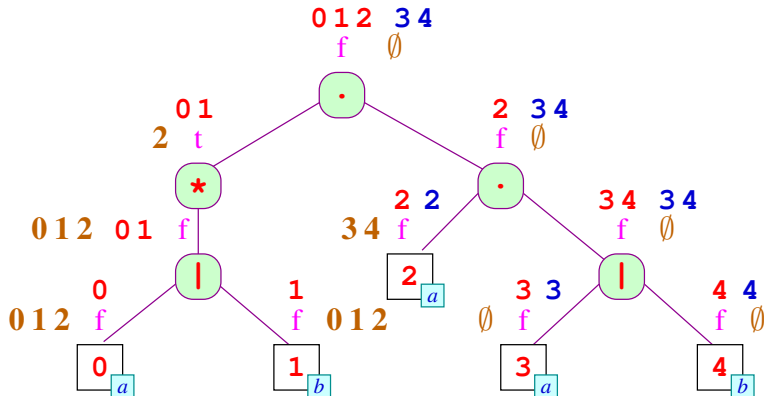 0 1 2 3 4
f ∅
·
0 1 2 3 4
2 t f ∅
* ·
2 2 3 4 3 4
0 1 2 0 1 f 3 4 f f ∅
| 2 a |
0 1 3 3 4 4
0 1 2 f f 0 1 2 ∅ f f ∅
0 a 1 b 3 a 4 b